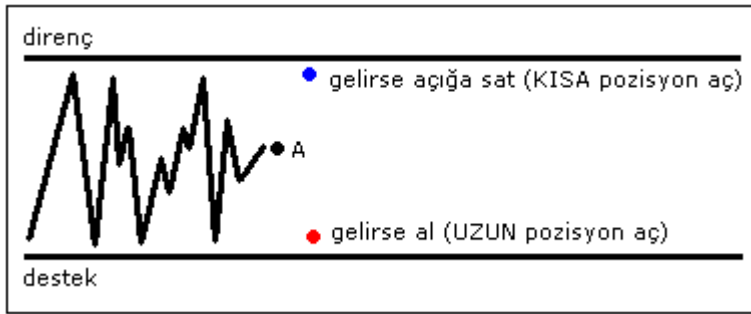 direnç
gelirse açığa sat (KISA pozisyon aç)
A
gelirse al (UZUN pozisyon aç)
destek